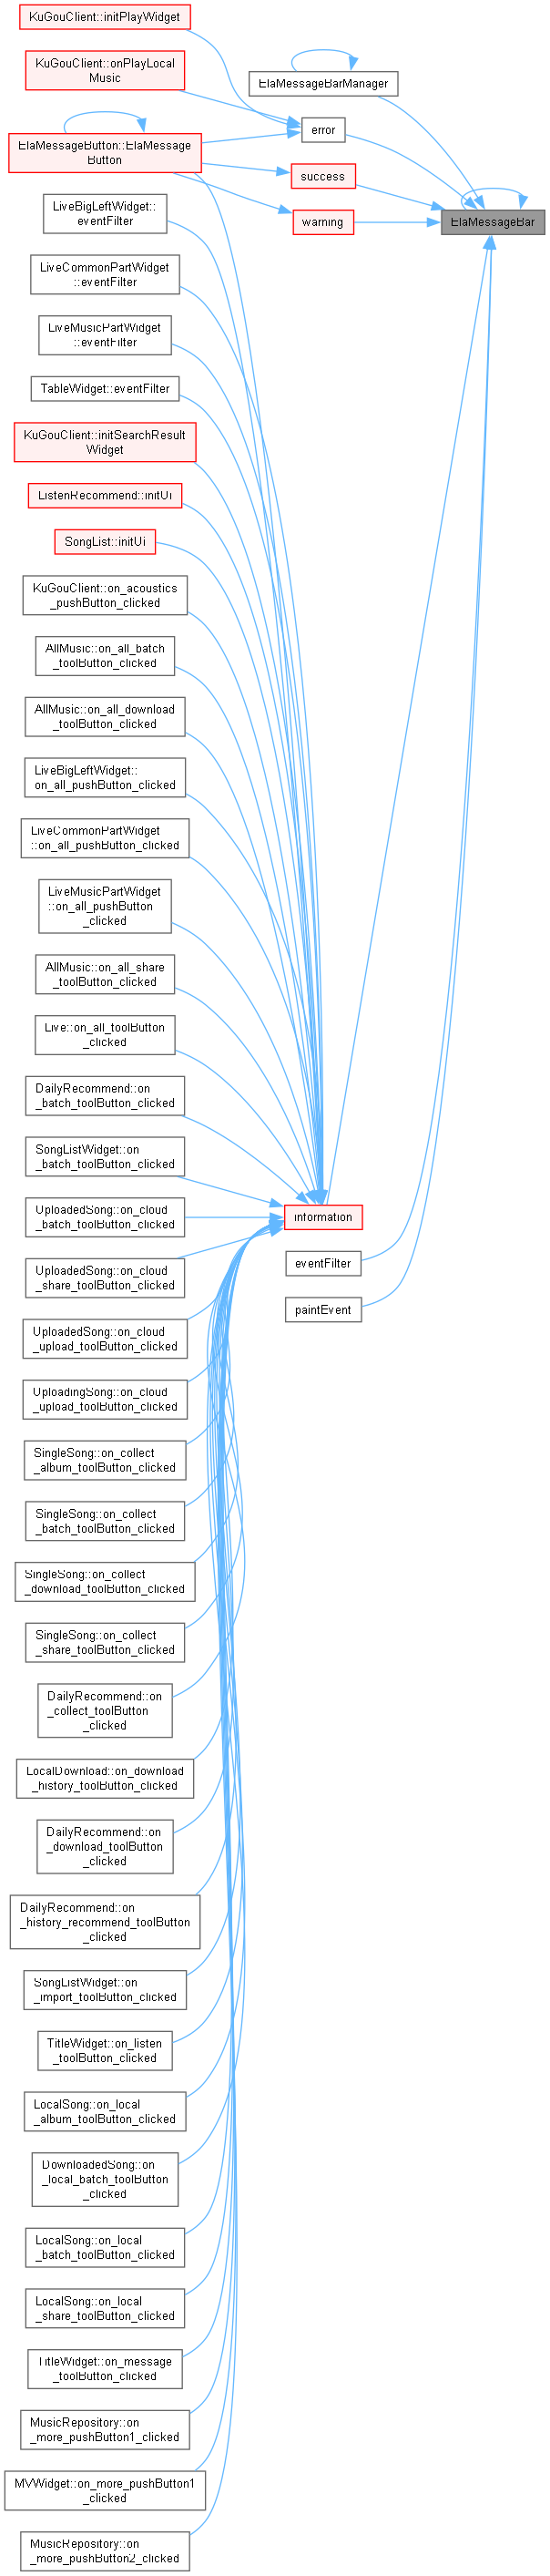 KuGouClient::initPlayWidget
KuGouClient::onPlayLocal
Music
ElaMessageBarManager
error
ElaMessageButton::ElaMessage
Button
success
LiveBigLeftWidget::
eventFilter
warning
ElaMessageBar
LiveCommonPartWidget
::eventFilter
LiveMusicPartWidget
::eventFilter
TableWidget::eventFilter
KuGouClient::initSearchResult
Widget
ListenRecommend::initUi
SongList::initUi
KuGouClient::on_acoustics
_pushButton_clicked
AllMusic::on_all_batch
_toolButton_clicked
AllMusic::on_all_download
_toolButton_clicked
LiveBigLeftWidget::
on_all_pushButton_clicked
LiveCommonPartWidget
::on_all_pushButton_clicked
LiveMusicPartWidget
::on_all_pushButton
_clicked
AllMusic::on_all_share
_toolButton_clicked
Live::on_all_toolButton
_clicked
DailyRecommend::on
_batch_toolButton_clicked
SongListWidget::on
_batch_toolButton_clicked
UploadedSong::on_cloud
_batch_toolButton_clicked
information
UploadedSong::on_cloud
_share_toolButton_clicked
eventFilter
paintEvent
UploadedSong::on_cloud
_upload_toolButton_clicked
UploadingSong::on_cloud
_upload_toolButton_clicked
SingleSong::on_collect
_album_toolButton_clicked
SingleSong::on_collect
_batch_toolButton_clicked
SingleSong::on_collect
_download_toolButton_clicked
SingleSong::on_collect
_share_toolButton_clicked
DailyRecommend::on
_collect_toolButton
_clicked
LocalDownload::on_download
_history_toolButton_clicked
DailyRecommend::on
_download_toolButton
_clicked
DailyRecommend::on
_history_recommend_toolButton
_clicked
SongListWidget::on
_import_toolButton_clicked
TitleWidget::on_listen
_toolButton_clicked
LocalSong::on_local
_album_toolButton_clicked
DownloadedSong::on
_local_batch_toolButton
_clicked
LocalSong::on_local
_batch_toolButton_clicked
LocalSong::on_local
_share_toolButton_clicked
TitleWidget::on_message
_toolButton_clicked
MusicRepository::on
_more_pushButton1_clicked
MVWidget::on_more_pushButton1
_clicked
MusicRepository::on
_more_pushButton2_clicked